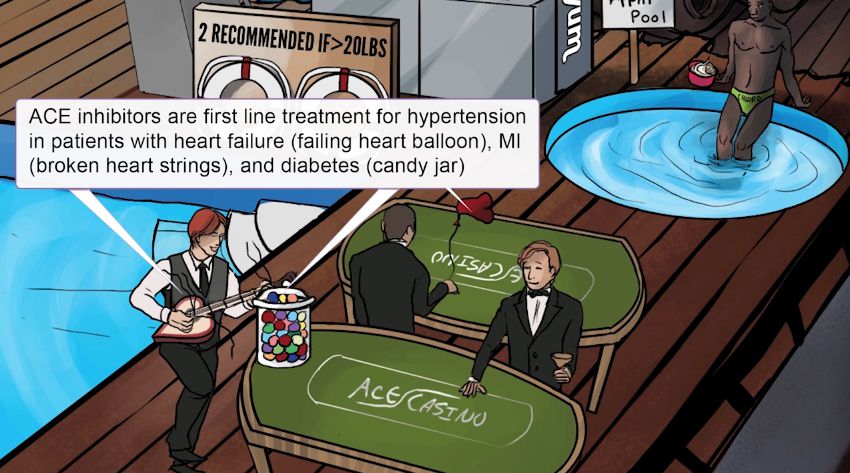 Pool
2 RECOMMENDED IF >20LBS
ACE inhibitors are first line treatment for hypertension
in patients with heart failure (failing heart balloon), MI
(broken heart strings), and diabetes (candy jar)
ACE CASINO
ACE CASINO